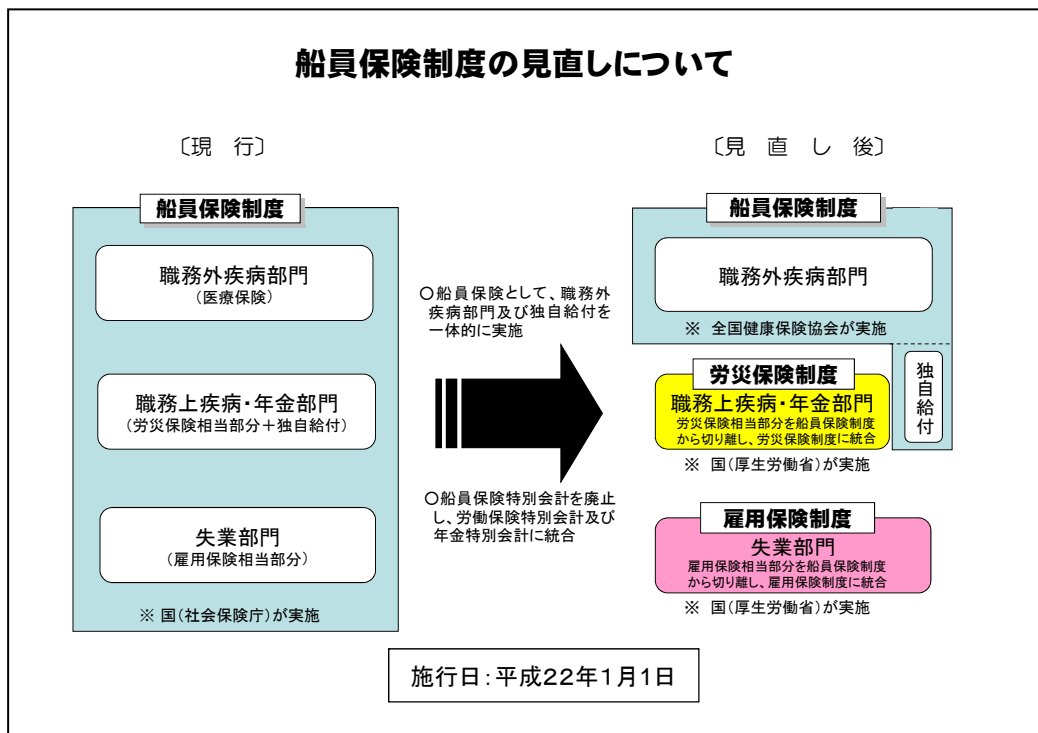 船員保険制度の見直しについて
〔現 行〕
船員保険制度
職務外疾病部門
(医療保険)
職務上疾病・年金部門
(労災保険相当部分+独自給付)
失業部門
(雇用保険相当部分)
※ 国(社会保険庁)が実施
○船員保険として、職務外
疾病部門及び独自給付を
一体的に実施
○船員保険特別会計を廃止
し、労働保険特別会計及び
年金特別会計に統合
〔見 直 し 後〕
船員保険制度
職務外疾病部門
※ 全国健康保険協会が実施
独自給付
労災保険制度
職務上疾病・年金部門
労災保険相当部分を船員保険制度
から切り離し、労災保険制度に統合
※ 国(厚生労働省)が実施
雇用保険制度
失業部門
雇用保険相当部分を船員保険制度
から切り離し、雇用保険制度に統合
※ 国(厚生労働省)が実施
施行日:平成22年1月1日